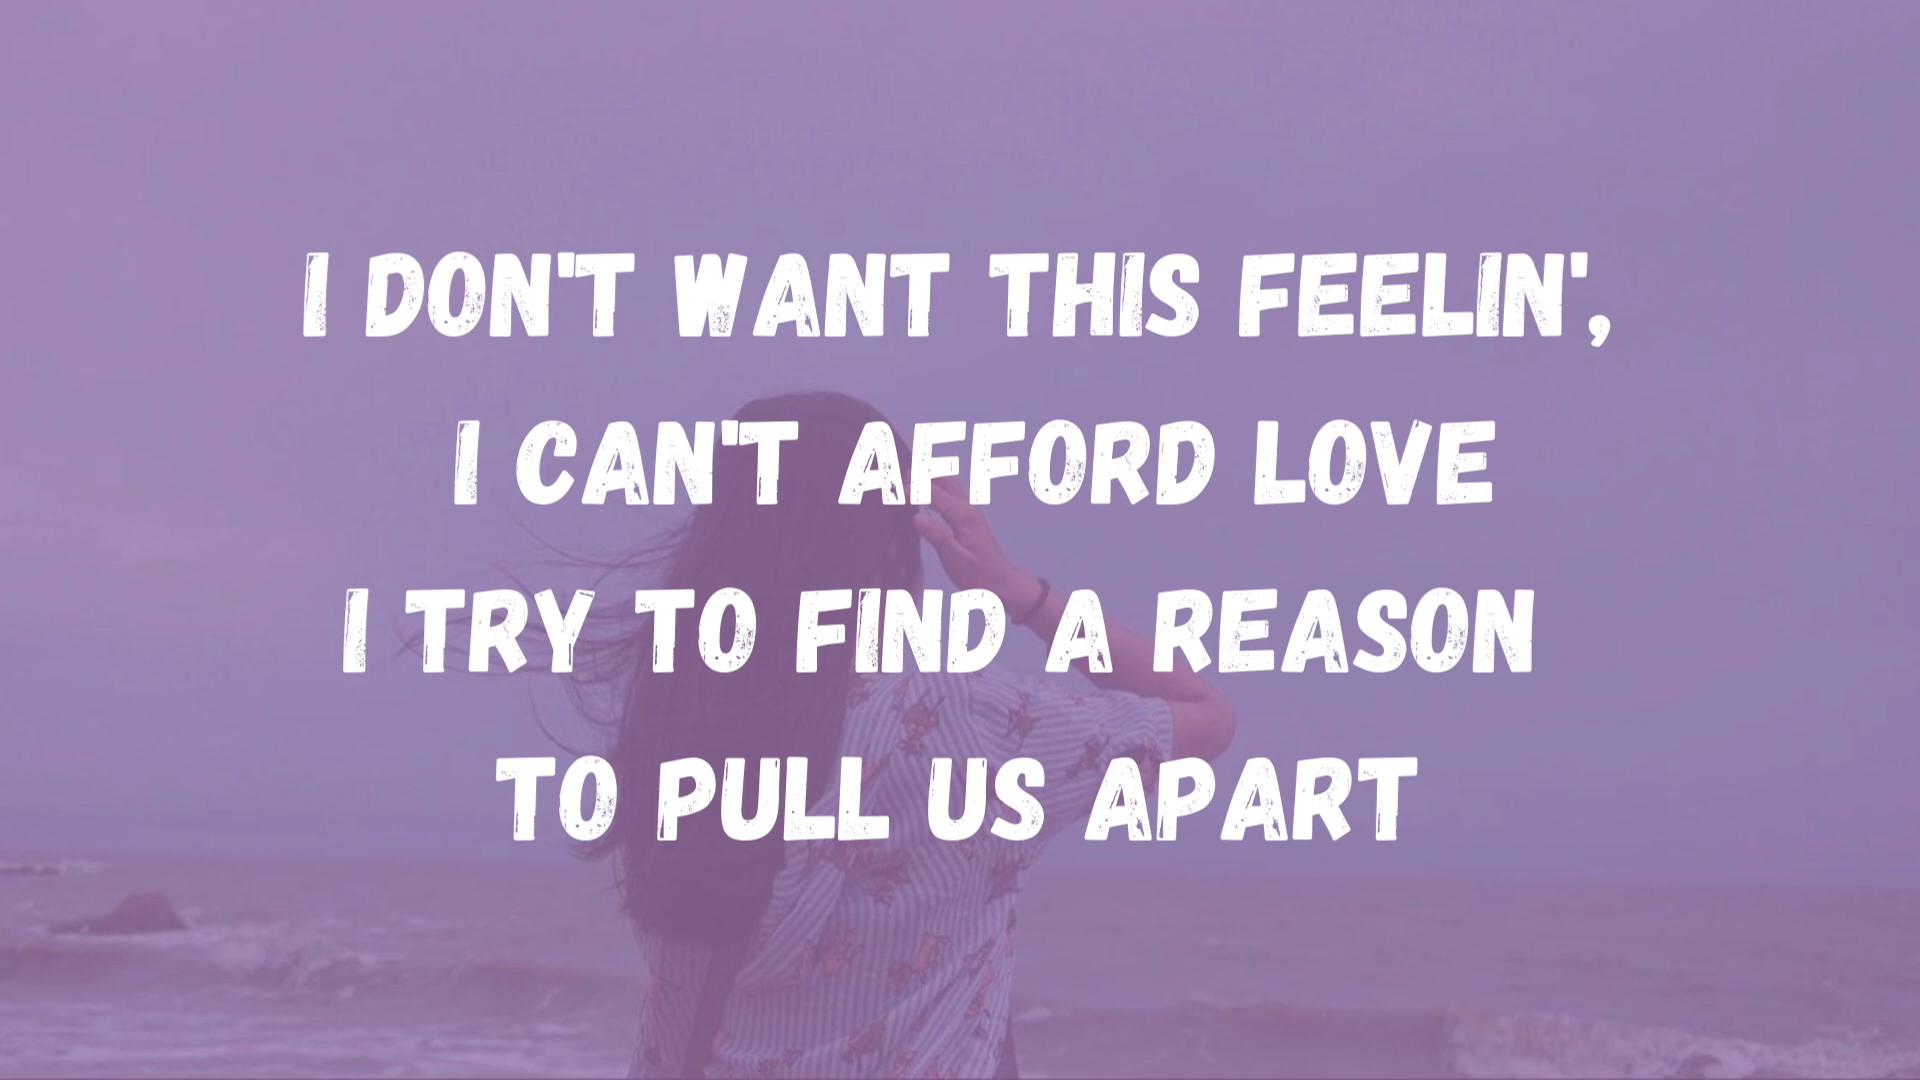 I DON'T WANT THIS FEELIN',
I CAN'T AFFORD LOVE
I TRY TO FIND A REASON
TO PULL US APART